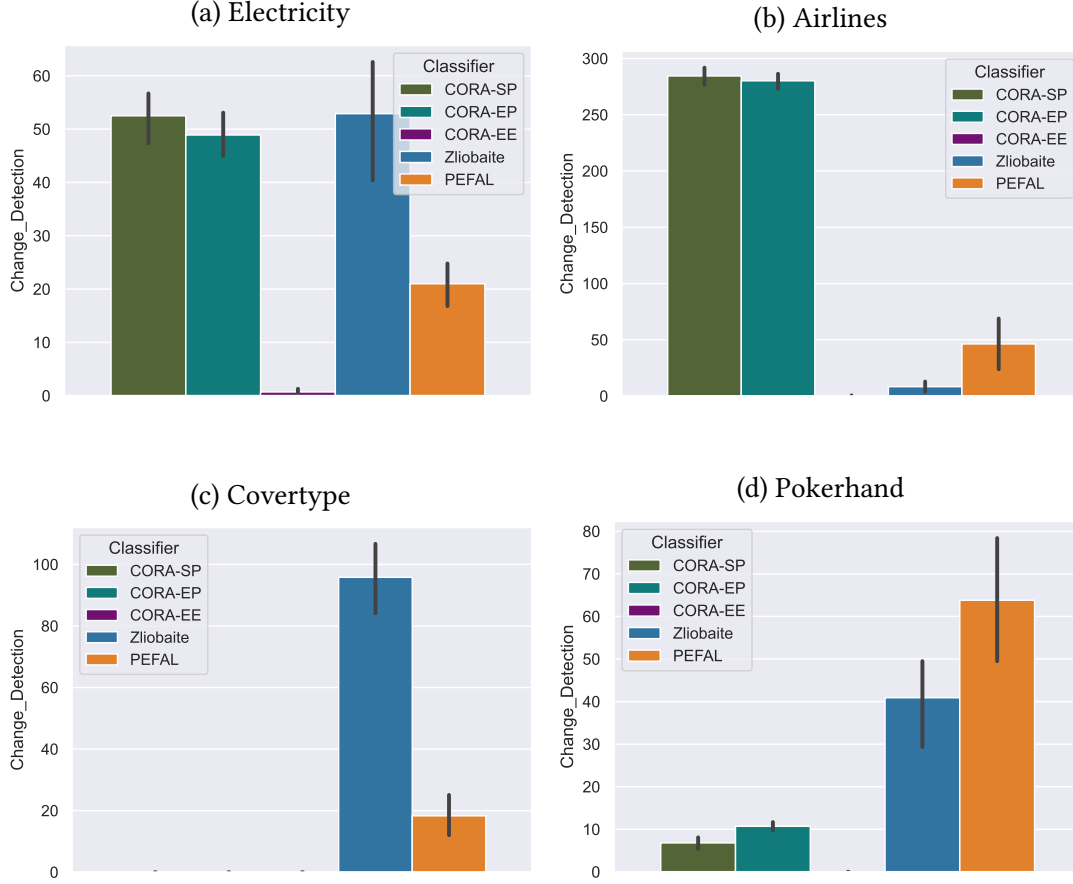 (a) Electricity
Change_Detection
60
50
40
30
20
10
0
Classifier
CORA-SP
CORA-EP
CORA-EE
Zliobaite
PEFAL
(b) Airlines
Change_Detection
300
250
200
150
100
50
0
Classifier
CORA-SP
CORA-EP
CORA-EE
Zliobaite
PEFAL
(c) Covertype
Change_Detection
100
80
60
40
20
0
Classifier
CORA-SP
CORA-EP
CORA-EE
Zliobaite
PEFAL
(d) Pokerhand
Change_Detection
80
70
60
50
40
30
20
10
0
Classifier
CORA-SP
CORA-EP
CORA-EE
Zliobaite
PEFAL